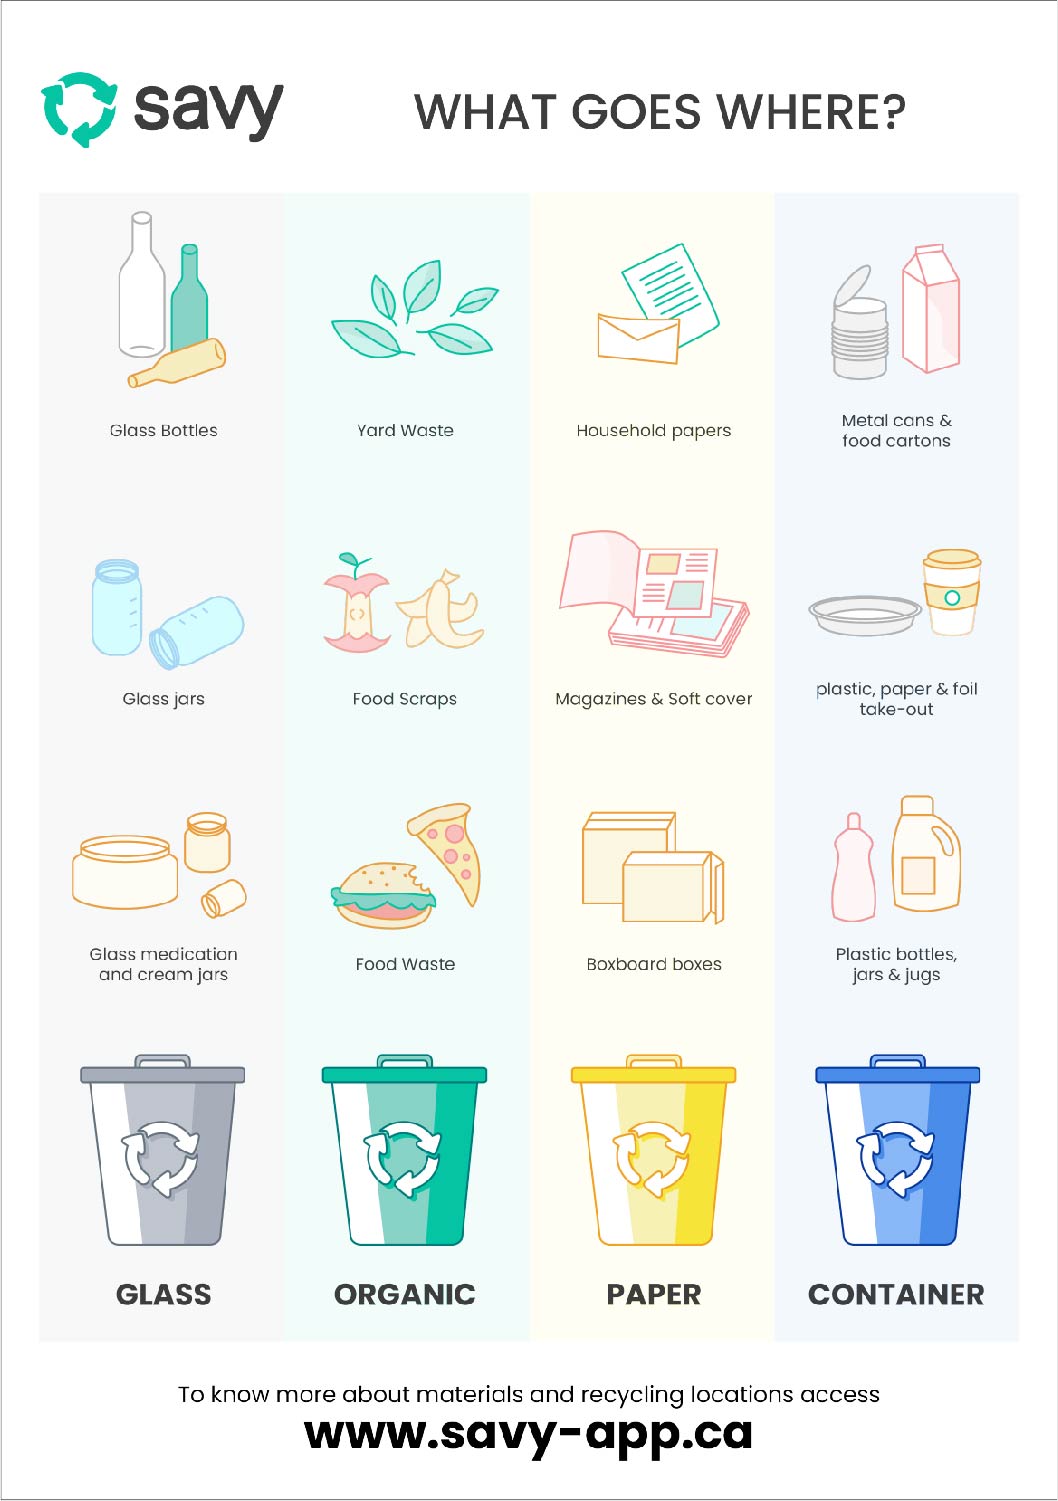 savy
WHAT GOES WHERE?
Glass Bottles
Yard Waste
Household papers
Metal cans &
food cartons
Glass jars
Food Scraps
Magazines & Soft cover
plastic, paper & foil
take-out
Glass medication
and cream jars
Food Waste
Boxboard boxes
Plastic bottles,
jars & jugs
GLASS
ORGANIC
PAPER
CONTAINER
To know more about materials and recycling locations access
www.savy-app.ca